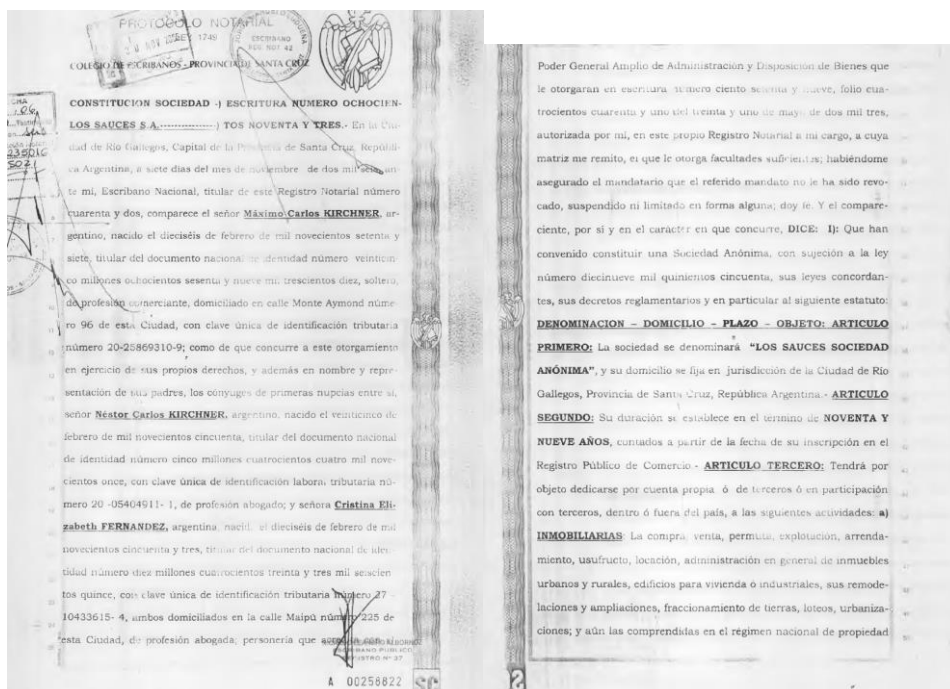 PROTOCOLO NOTARIAL
LEY 1749
ESCRIBANO
REG NOT 42
COLEGIO DE ESCRIBANOS - PROVINCIA DE SANTA CRUZ
CONSTITUCION SOCIEDAD -) ESCRITURA NUMERO OCHOCIEN-
LOS SAUCES S.A.-------------) TOS NOVENTA Y TRES.- En la Ciu-
dad de Río Gallegos, Capital de la Provincia de Santa Cruz, Repúbli-
ca Argentina, a siete días del mes de noviembre de dos mil seis, an-
te mí, Escribano Nacional, titular de este Registro Notarial número
cuarenta y dos, comparece el señor Máximo Carlos KIRCHNER, ar-
gentino, nacido el dieciséis de febrero de mil novecientos setenta y
siete, titular del documento nacional de identidad número veinticin-
co millones ochocientos sesenta y nueve mil trescientos diez, soltero,
de profesión comerciante, domiciliado en calle Monte Aymond núme-
ro 96 de esta Ciudad, con clave única de identificación tributaria
número 20-25869310-9; como de que concurre a este otorgamiento
en ejercicio de sus propios derechos, y además en nombre y repre-
sentación de sus padres, los cónyuges de primeras nupcias entre sí,
señor Néstor Carlos KIRCHNER, argentino, nacido el veinticinco de
febrero de mil novecientos cincuenta, titular del documento nacional
de identidad número cinco millones cuatrocientos cuatro mil nove-
cientos once, con clave única de identificación laboral tributaria nú-
mero 20 -05404911- 1, de profesión abogado; y señora Cristina Eli-
zabeth FERNANDEZ, argentina, nacida el dieciséis de febrero de mil
novecientos cincuenta y tres, titular del documento nacional de iden-
tidad número diez millones cuatrocientos treinta y tres mil seiscien
tos quince, con clave única de identificación tributaria número 27 -
10433615- 4, ambos domiciliados en la calle Maipú número 225 de
esta Ciudad, de profesión abogada; personería que acredita con el
ESCRIBANO PUBLICO
REGISTRO Nº 37
A 00256822
Poder General Amplio de Administración y Disposición de Bienes que
le otorgaran en escritura número ciento setenta y nueve, folio cua-
trocientos cuarenta y uno del treinta y uno de mayo de dos mil tres,
autorizada por mí, en este propio Registro Notarial a mi cargo, a cuya
matriz me remito, el que le otorga facultades suficientes; habiéndome
asegurado el mandatario que el referido mandato no le ha sido revo-
cado, suspendido ni limitado en forma alguna; doy fe. Y el compare-
ciente, por sí y en el carácter en que concurre, DICE: I): Que han
convenido constituir una Sociedad Anónima, con sujeción a la ley
número diecinueve mil quinientos cincuenta, sus leyes concordan-
tes, sus decretos reglamentarios y en particular al siguiente estatuto:
DENOMINACION – DOMICILIO – PLAZO – OBJETO: ARTICULO
PRIMERO: La sociedad se denominará "LOS SAUCES SOCIEDAD
ANÓNIMA", y su domicilio se fija en jurisdicción de la Ciudad de Río
Gallegos, Provincia de Santa Cruz, República Argentina.- ARTICULO
SEGUNDO: Su duración se establece en el término de NOVENTA Y
NUEVE AÑOS, contados a partir de la fecha de su inscripción en el
Registro Público de Comercio.- ARTICULO TERCERO: Tendrá por
objeto dedicarse por cuenta propia ó de terceros ó en participación
con terceros, dentro ó fuera del país, a las siguientes actividades: a)
INMOBILIARIAS: La compra, venta, permuta, explotación, arrenda-
miento, usufructo, locación, administración en general de inmuebles
urbanos y rurales, edificios para vivienda o industriales, sus remode-
laciones y ampliaciones, fraccionamiento de tierras, loteos, urbaniza-
ciones; y aún las comprendidas en el régimen nacional de propiedad